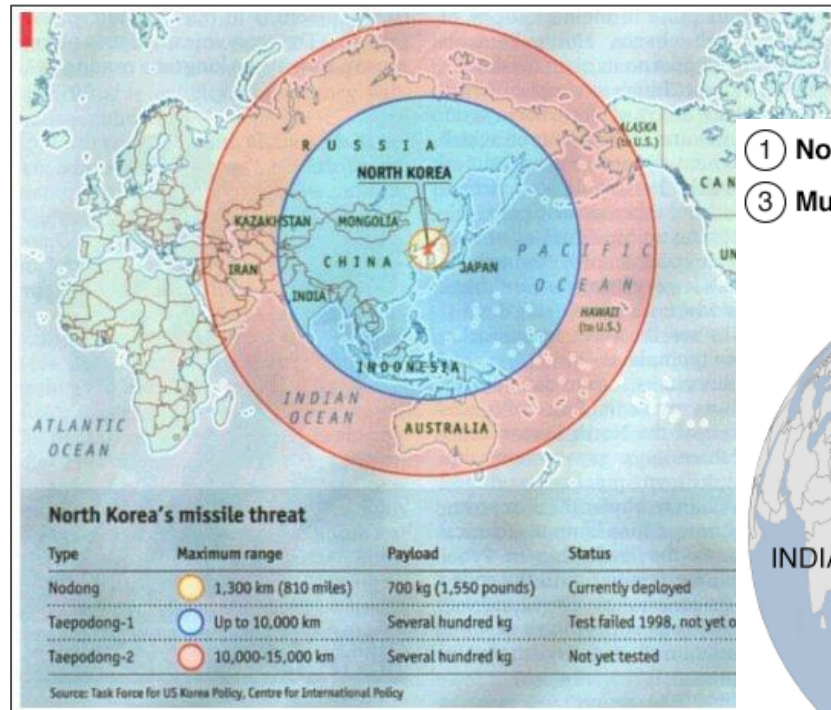 RUSSIA
ALASKA
(to U.S.)
NORTH KOREA
CAN
KAZAKHSTAN
MONGOLIA
PACIFIC
OCEAN
UN
IRAN
CHINA
JAPAN
INDIA
HAWAII
(to U.S.)
INDONESIA
INDIAN
OCEAN
ATLANTIC
OCEAN
AUSTRALIA
North Korea's missile threat
Type Maximum range Payload Status
Nodong 1,300 km (810 miles) 700 kg (1,550 pounds) Currently deployed
Taepodong-1 Up to 10,000 km Several hundred kg Test failed 1998, not yet o
Taepodong-2 10,000-15,000 km Several hundred kg Not yet tested
Source: Task Force for US Korea Policy, Centre for International Policy
1 No
3 Mu
INDIA